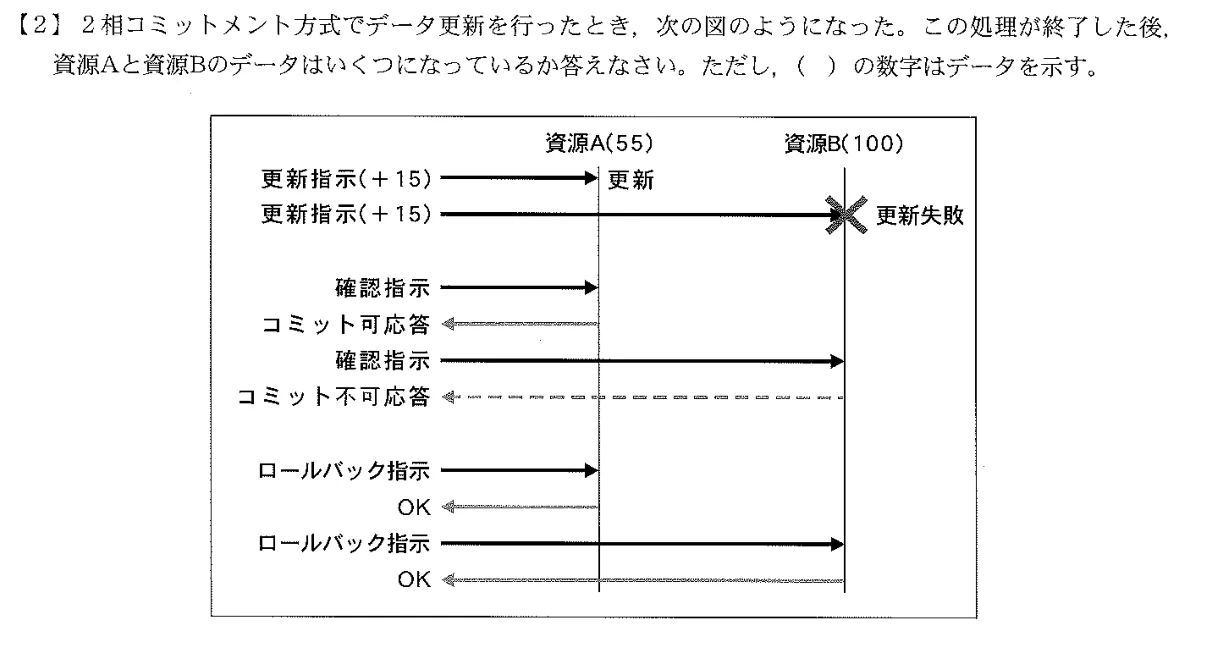 【2】2相コミットメント方式でデータ更新を行ったとき，次の図のようになった。この処理が終了した後，
資源Aと資源Bのデータはいくつになっているか答えなさい。ただし，（　）の数字はデータを示す。
資源A(55)　資源B(100)
更新指示(＋15)　更新
更新指示(＋15)　更新失敗
確認指示
コミット可応答
確認指示
コミット不可応答
ロールバック指示
OK
ロールバック指示
OK